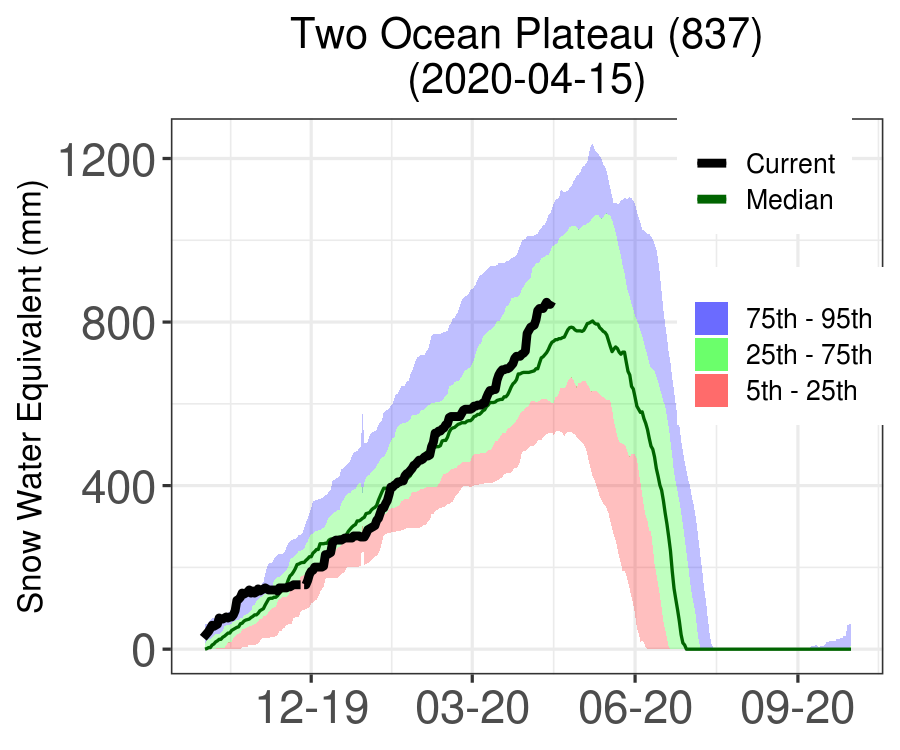 Two Ocean Plateau (837)
(2020-04-15)
Snow Water Equivalent (mm)
1200
800
400
0
12-19 03-20 06-20 09-20
Current
Median
75th - 95th
25th - 75th
5th - 25th